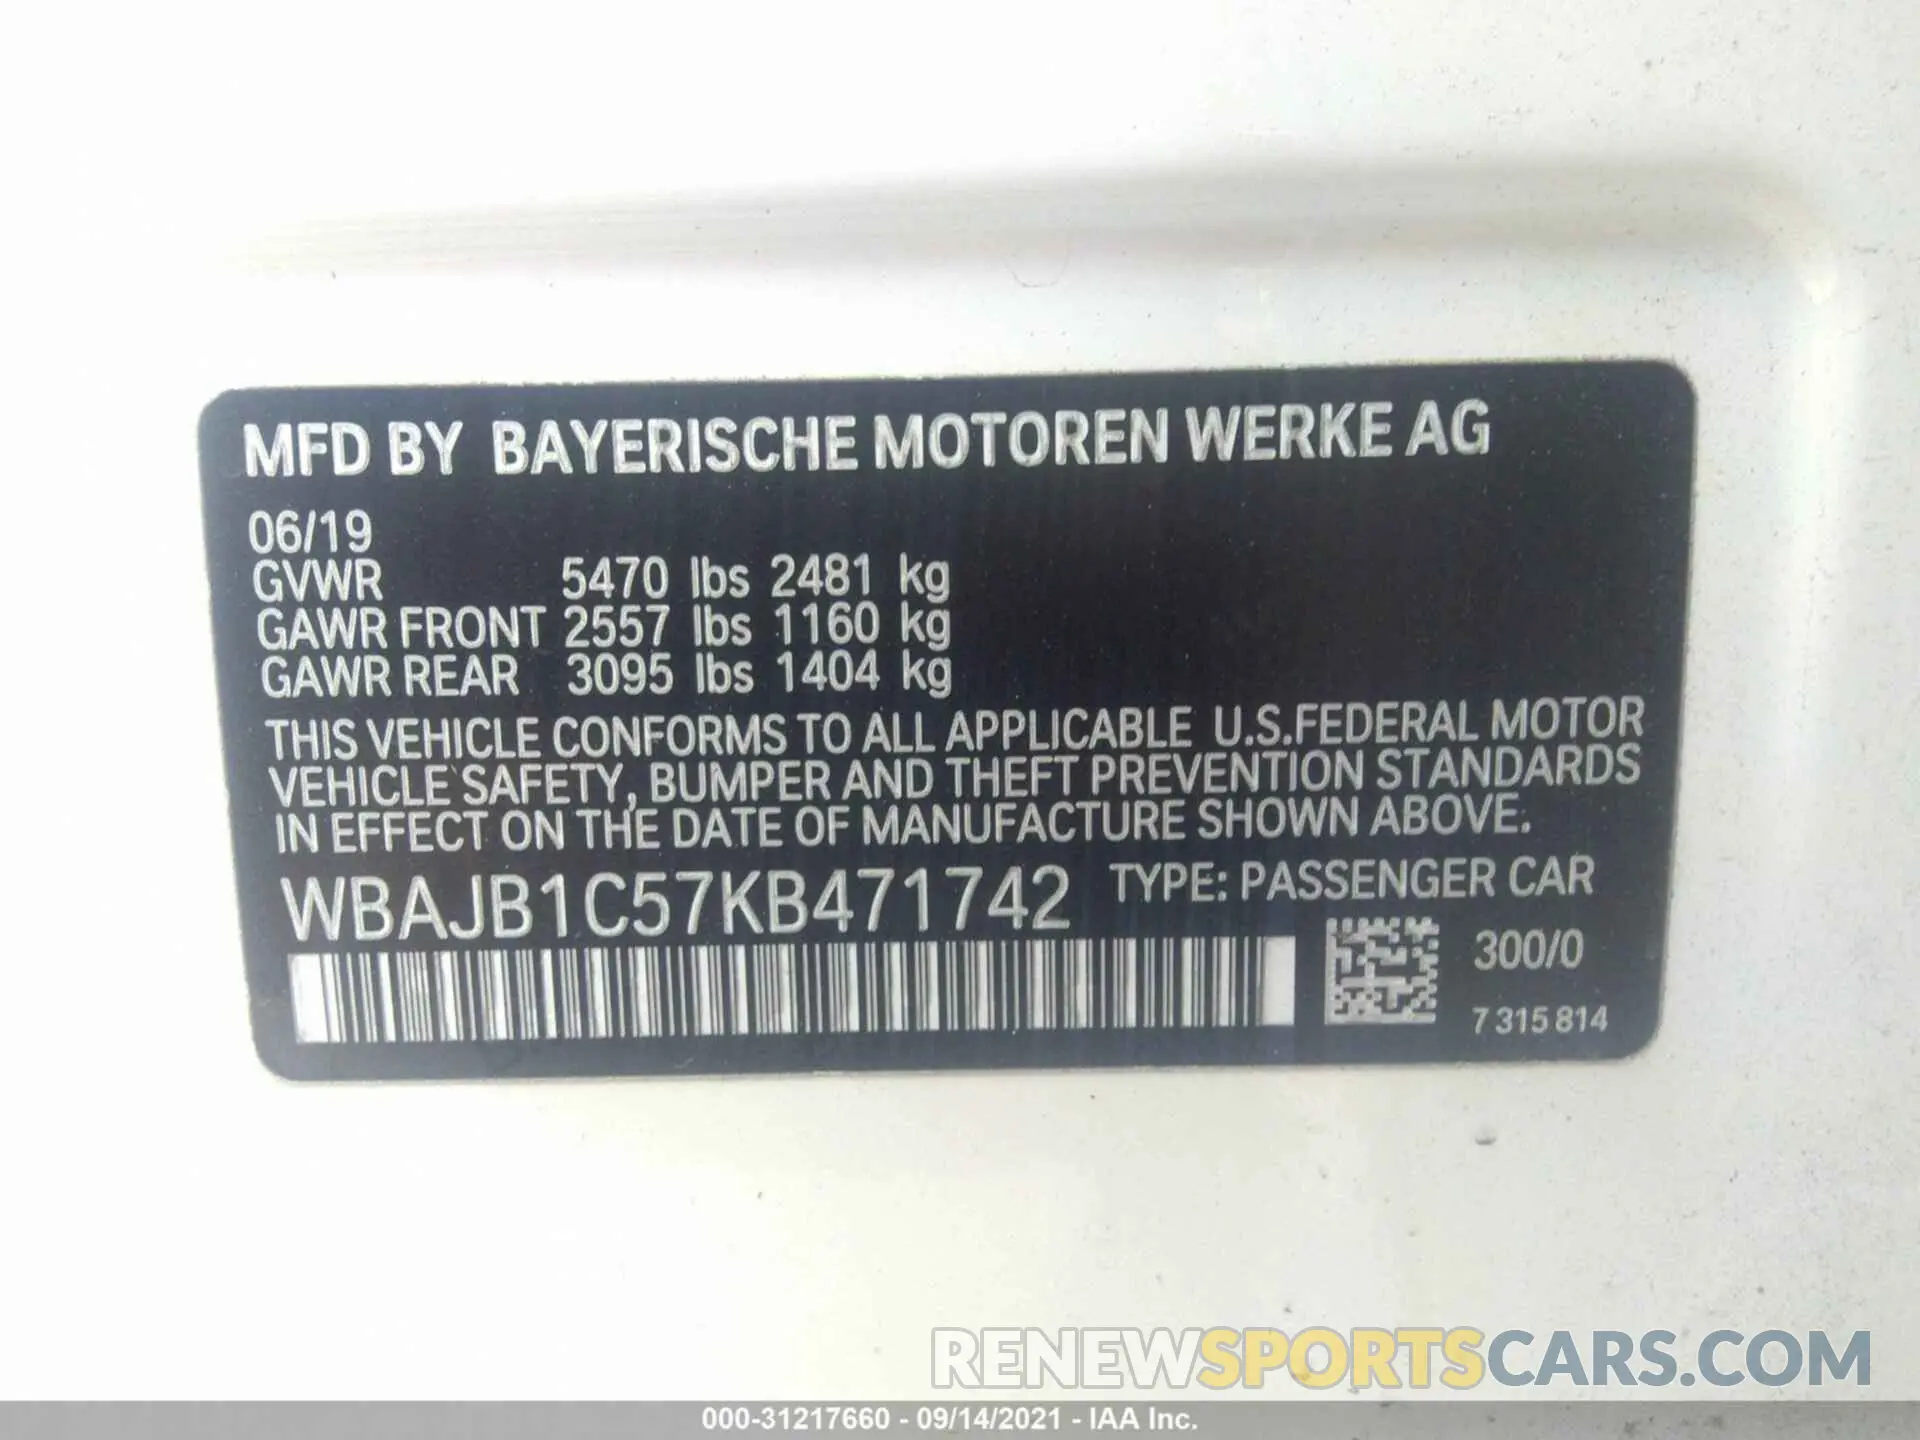 MFD BY BAYERISCHE MOTOREN WERKE AG
06/19
GVWR 5470 lbs 2481 kg
GAWR FRONT 2557 lbs 1160 kg
GAWR REAR 3095 lbs 1404 kg
THIS VEHICLE CONFORMS TO ALL APPLICABLE U.S.FEDERAL MOTOR
VEHICLE SAFETY, BUMPER AND THEFT PREVENTION STANDARDS
IN EFFECT ON THE DATE OF MANUFACTURE SHOWN ABOVE.
WBAJB1C57KB471742 TYPE: PASSENGER CAR
300/0
7 315 814
RENEWSPORTSCARS.COM
000-31217660 - 09/14/2021 - IAA Inc.